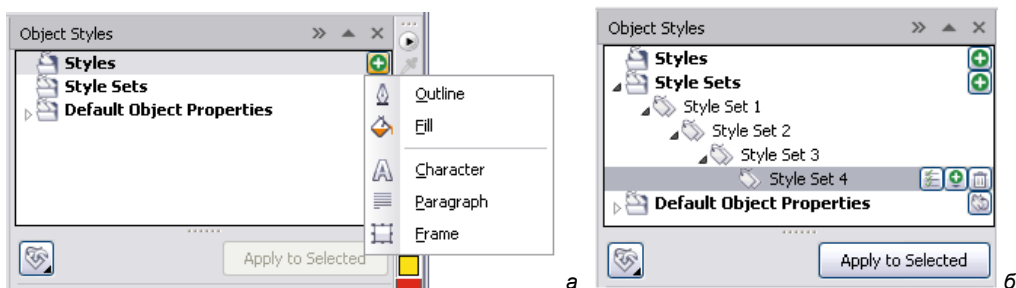 Object Styles
Styles
Style Sets
Default Object Properties
Outline
Fill
Character
Paragraph
Frame
Apply to Selected
а
Object Styles
Styles
Style Sets
Style Set 1
Style Set 2
Style Set 3
Style Set 4
Default Object Properties
Apply to Selected
б